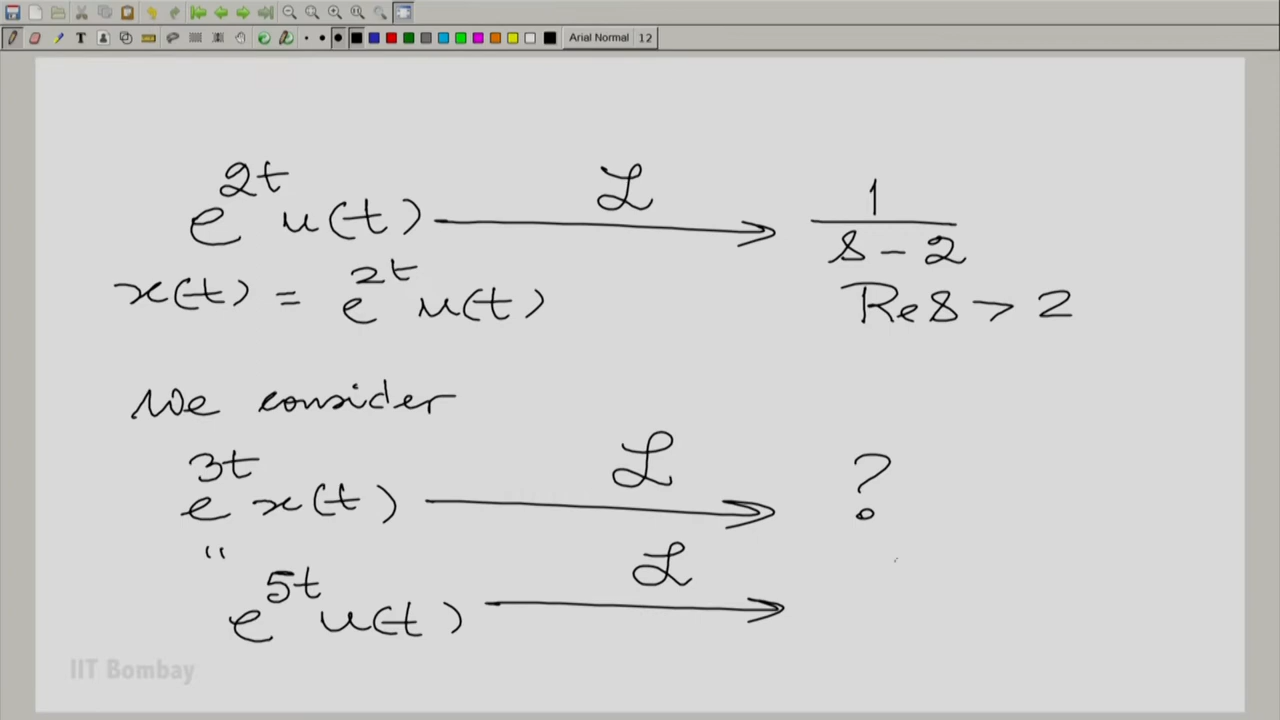 Arial Normal 12
e^{2t} u(t) ⟶ 𝓛 1/(s − 2)
x(t) = e^{2t} u(t) Re s > 2
We consider
e^{3t} x(t) ⟶ 𝓛 ?
"
e^{5t} u(t) ⟶ 𝓛
IIT Bombay